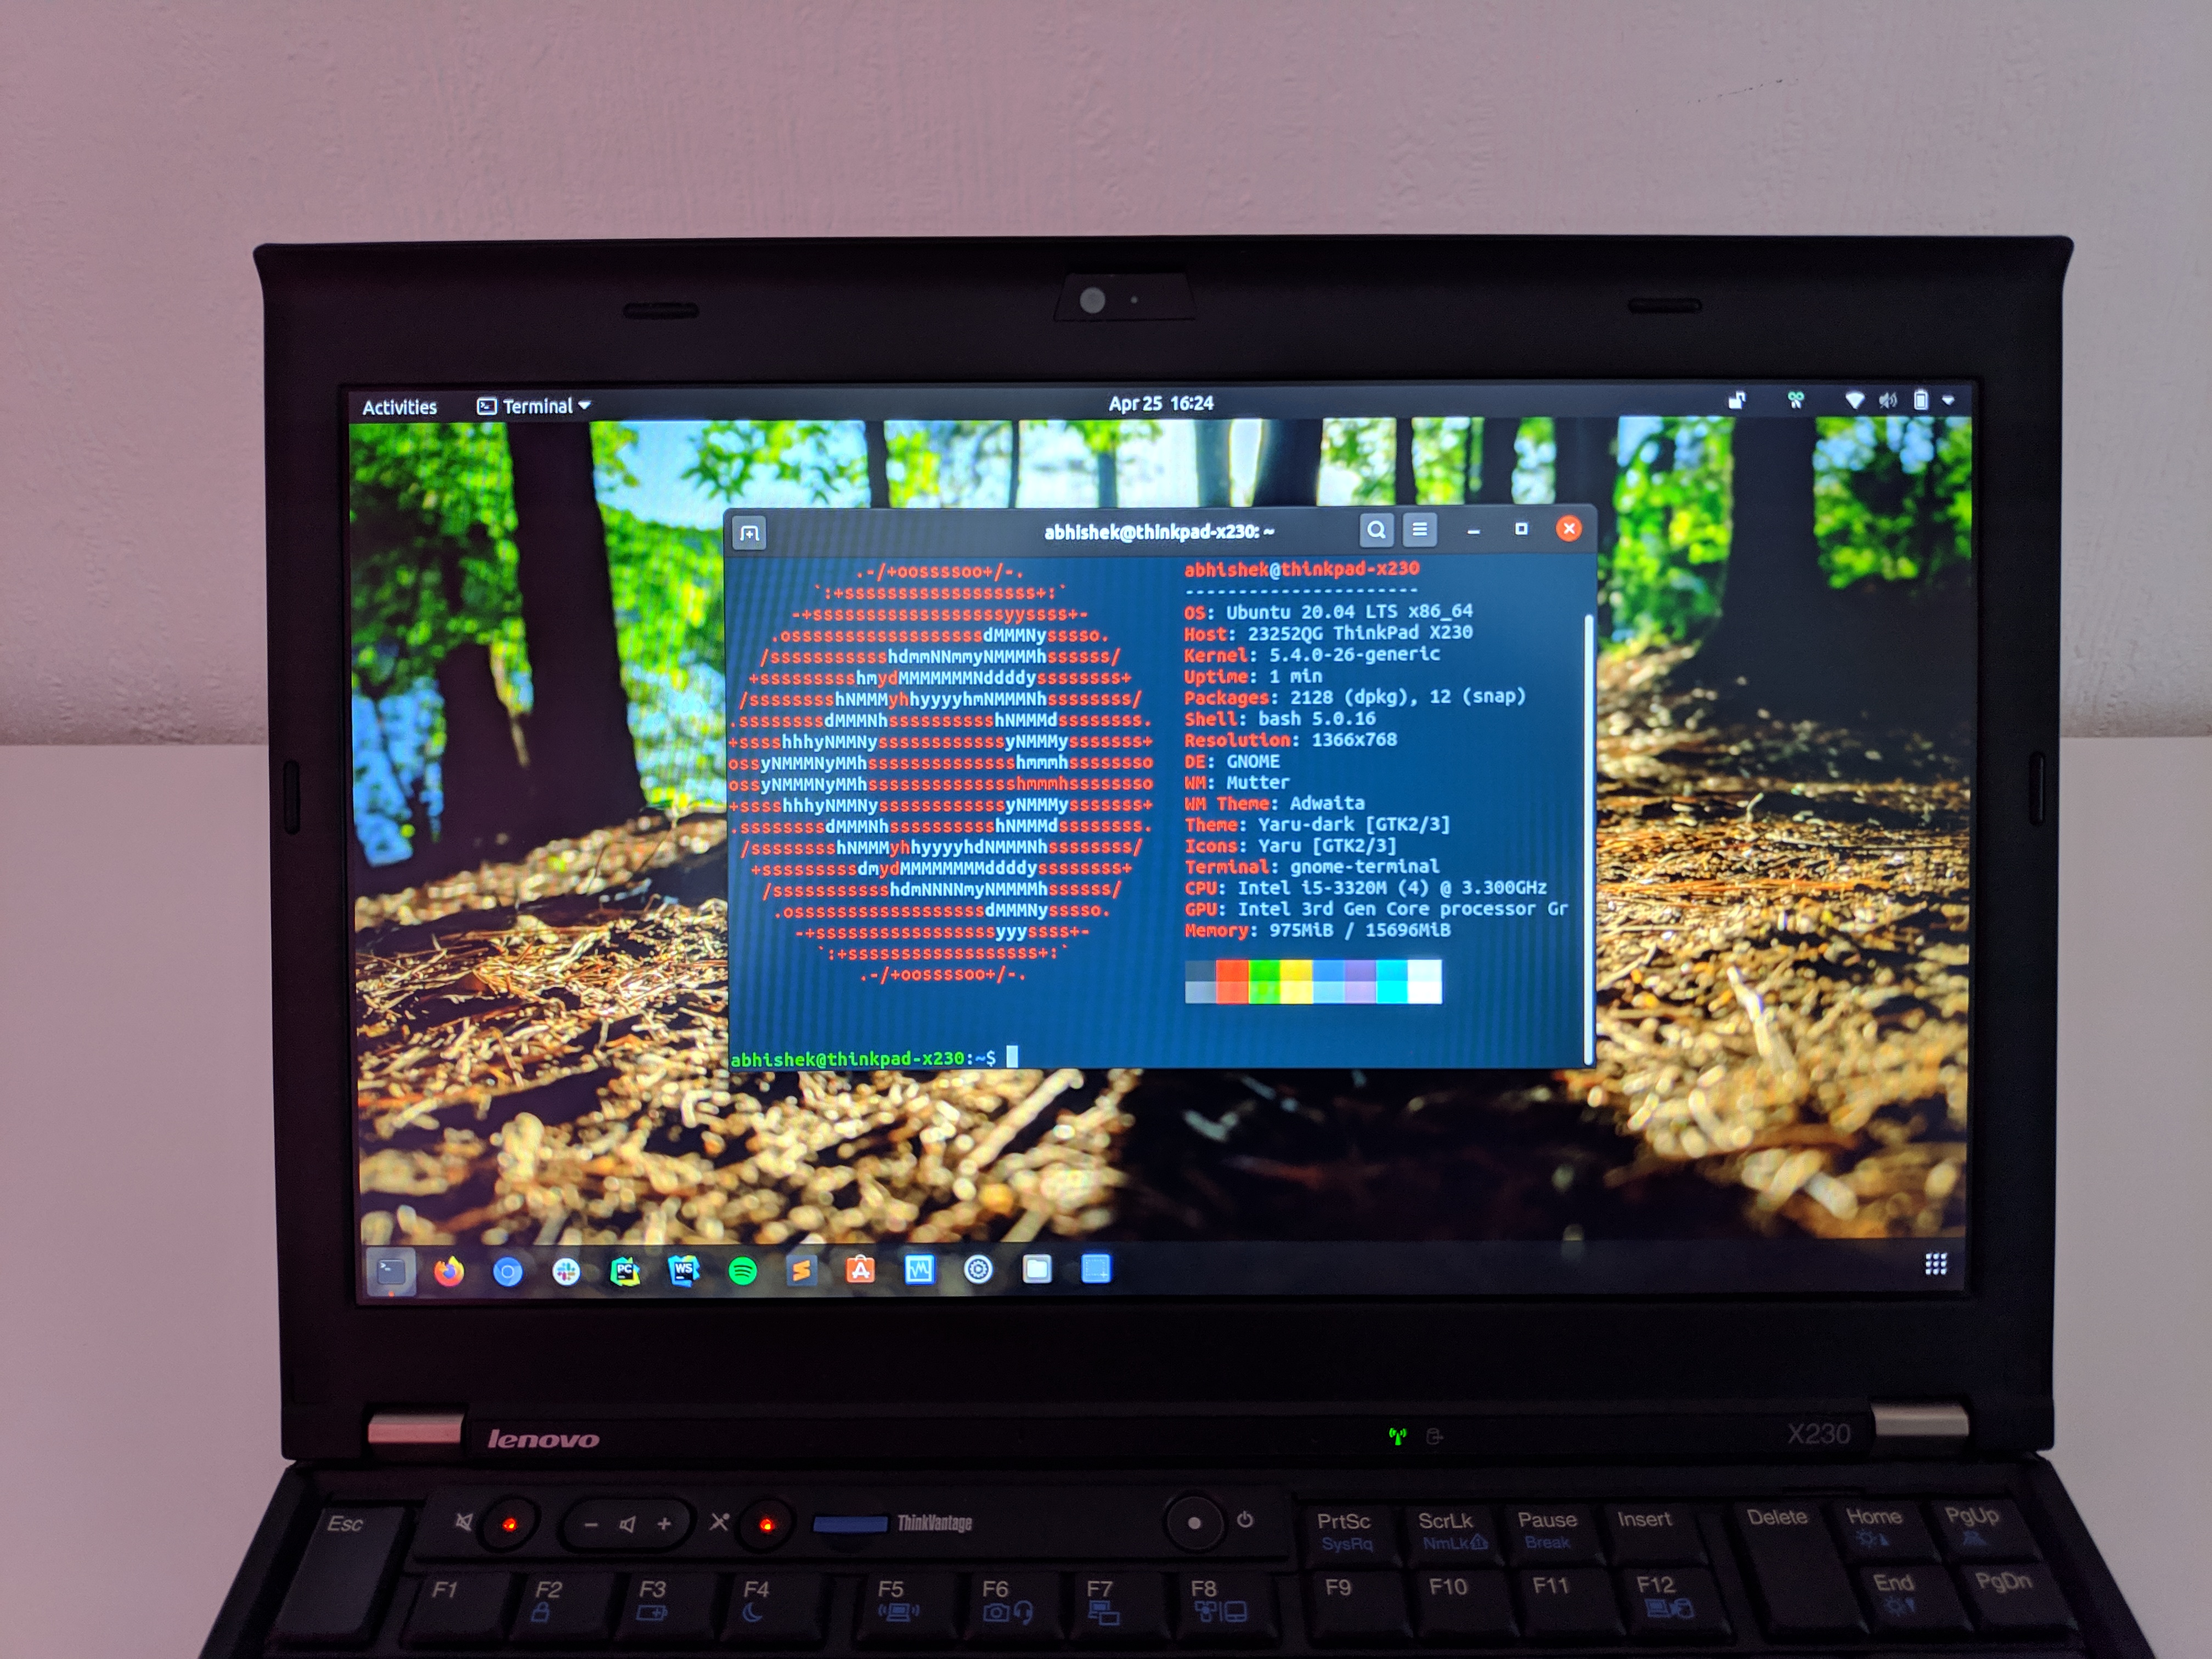 Activities Terminal Apr 25 16:24
abhishek@thinkpad-x230: ~
.-/+oossssoo+/-.
`:+ssssssssssssssssss+:`
-+ssssssssssssssssssyyssss+-
.ossssssssssssssssssdMMMNysssso.
/ssssssssssshdmmNNmmyNMMMMhssssss/
+ssssssssshmydMMMMMMMNddddyssssssss+
/sssssssshNMMMyhhyyyyhmNMMMNhssssssss/
.ssssssssdMMMNhsssssssssshNMMMdssssssss.
+sssshhhyNMMNyssssssssssssyNMMMysssssss+
ossyNMMMNyMMhsssssssssssssshmmmhssssssso
ossyNMMMNyMMhsssssssssssssshmmmhssssssso
+sssshhhyNMMNyssssssssssssyNMMMysssssss+
.ssssssssdMMMNhsssssssssshNMMMdssssssss.
/sssssssshNMMMyhhyyyyhdNMMMNhssssssss/
+sssssssssdmydMMMMMMMMddddyssssssss+
/ssssssssssshdmNNNNmyNMMMMhssssss/
.ossssssssssssssssssdMMMNysssso.
-+sssssssssssssssssyyyssss+-
`:+ssssssssssssssssss+:`
.-/+oossssoo+/-.
abhishek@thinkpad-x230
----------------------
OS: Ubuntu 20.04 LTS x86_64
Host: 23252QG ThinkPad X230
Kernel: 5.4.0-26-generic
Uptime: 1 min
Packages: 2128 (dpkg), 12 (snap)
Shell: bash 5.0.16
Resolution: 1366x768
DE: GNOME
WM: Mutter
WM Theme: Adwaita
Theme: Yaru-dark [GTK2/3]
Icons: Yaru [GTK2/3]
Terminal: gnome-terminal
CPU: Intel i5-3320M (4) @ 3.300GHz
GPU: Intel 3rd Gen Core processor Gr
Memory: 975MiB / 15696MiB
abhishek@thinkpad-x230:~$
PC WS
lenovo X230
Esc - + ThinkVantage PrtSc ScrLk Pause Insert Delete Home PgUp
SysRq NmLk Break
F1 F2 F3 F4 F5 F6 F7 F8 F9 F10 F11 F12 End PgDn